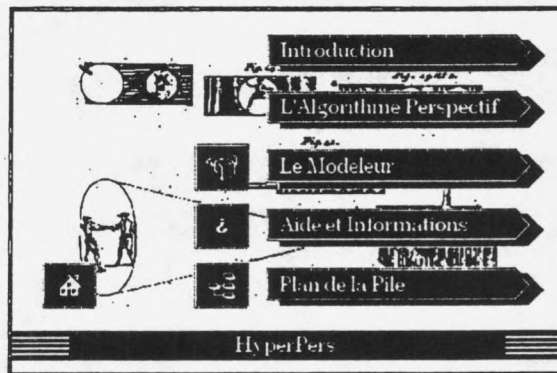 Introduction
L'Algorithme Perspectif
Le Modeleur
?
Aide et Informations
Plan de la Pile
HyperPers